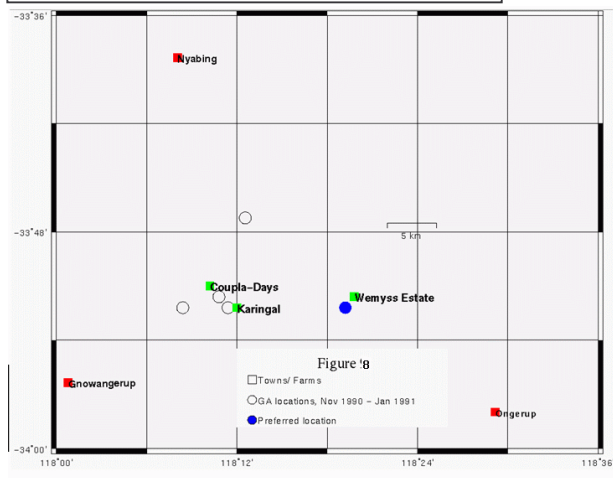 -33°36'
Nyabing
-33°48'
5 km
Coupla-Days
Wemyss Estate
Karingal
Figure 8
Towns/ Farms
Gnowangerup
GA locations, Nov 1990 - Jan 1991
Ongerup
Preferred location
-34°00'
118°00' 118°12' 118°24' 118°36'